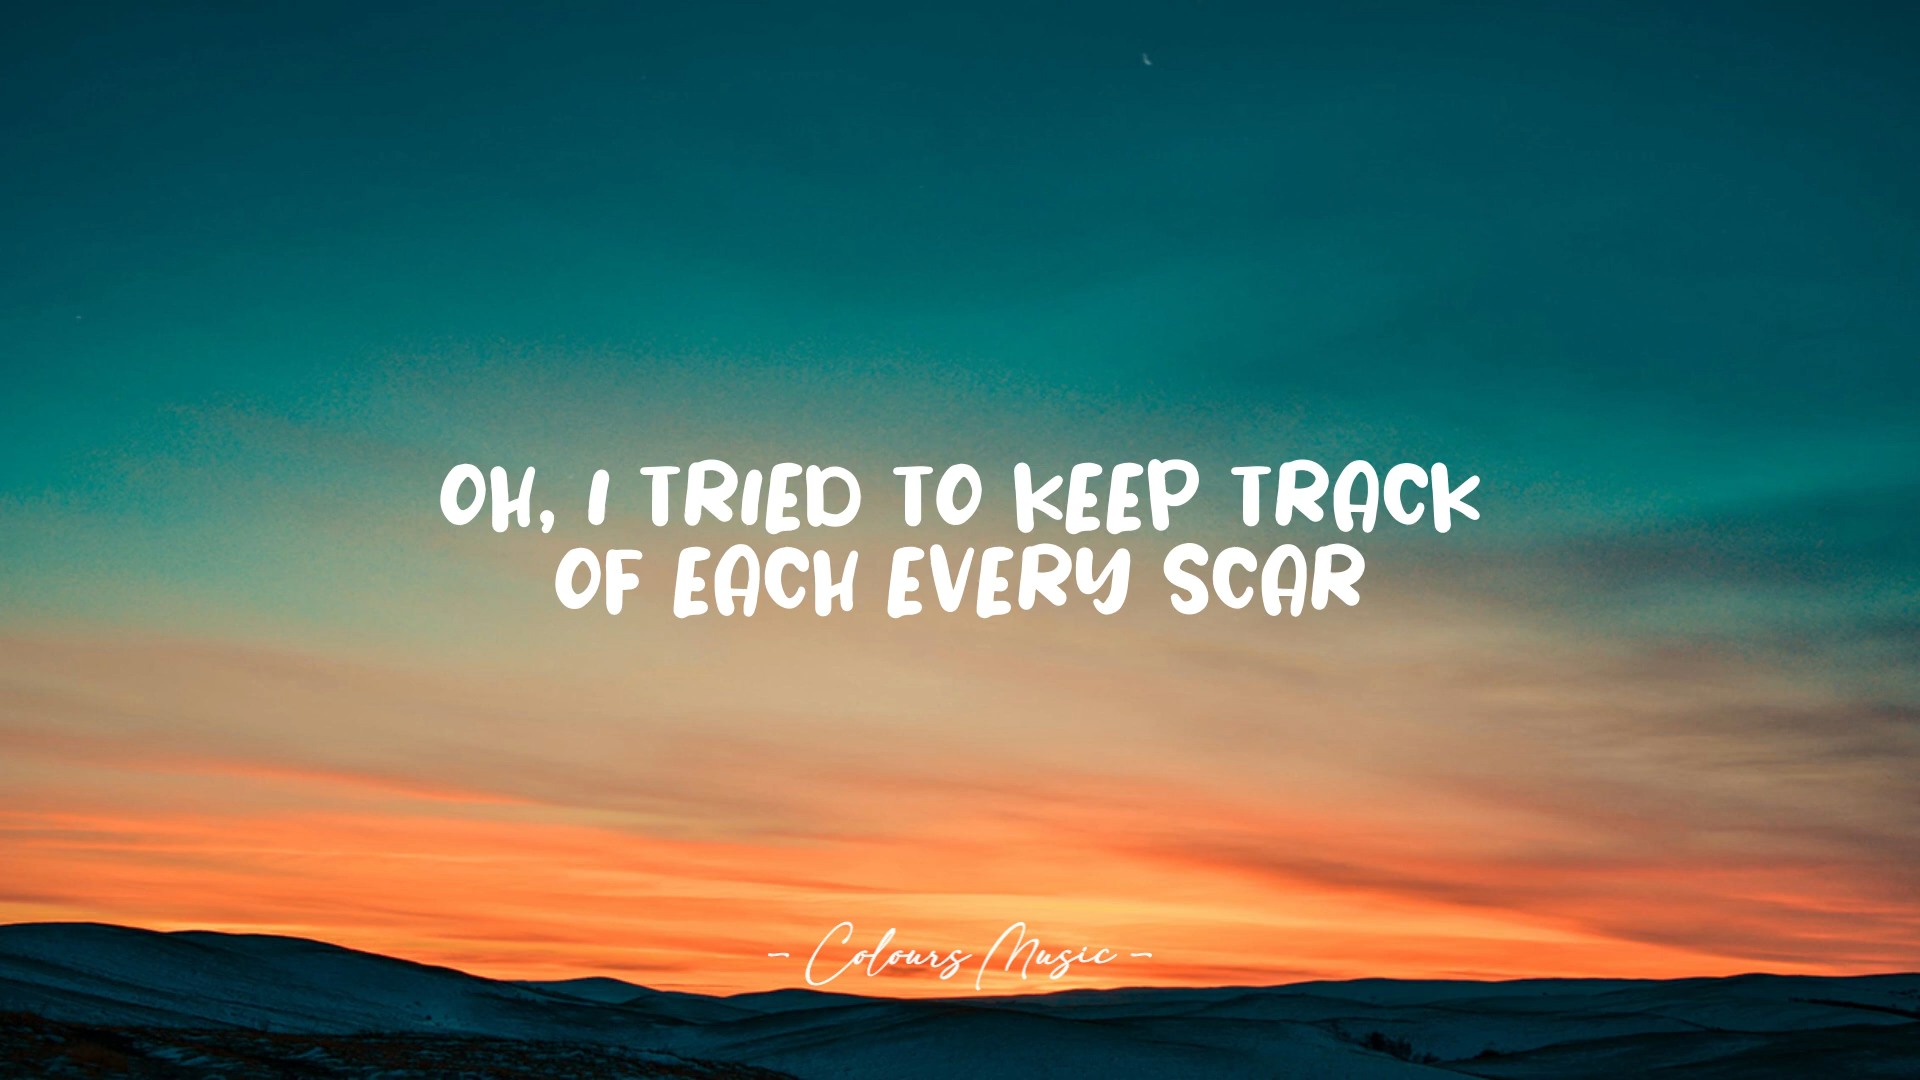 OH, I TRIED TO KEEP TRACK
OF EACH EVERY SCAR
- Colours Music -